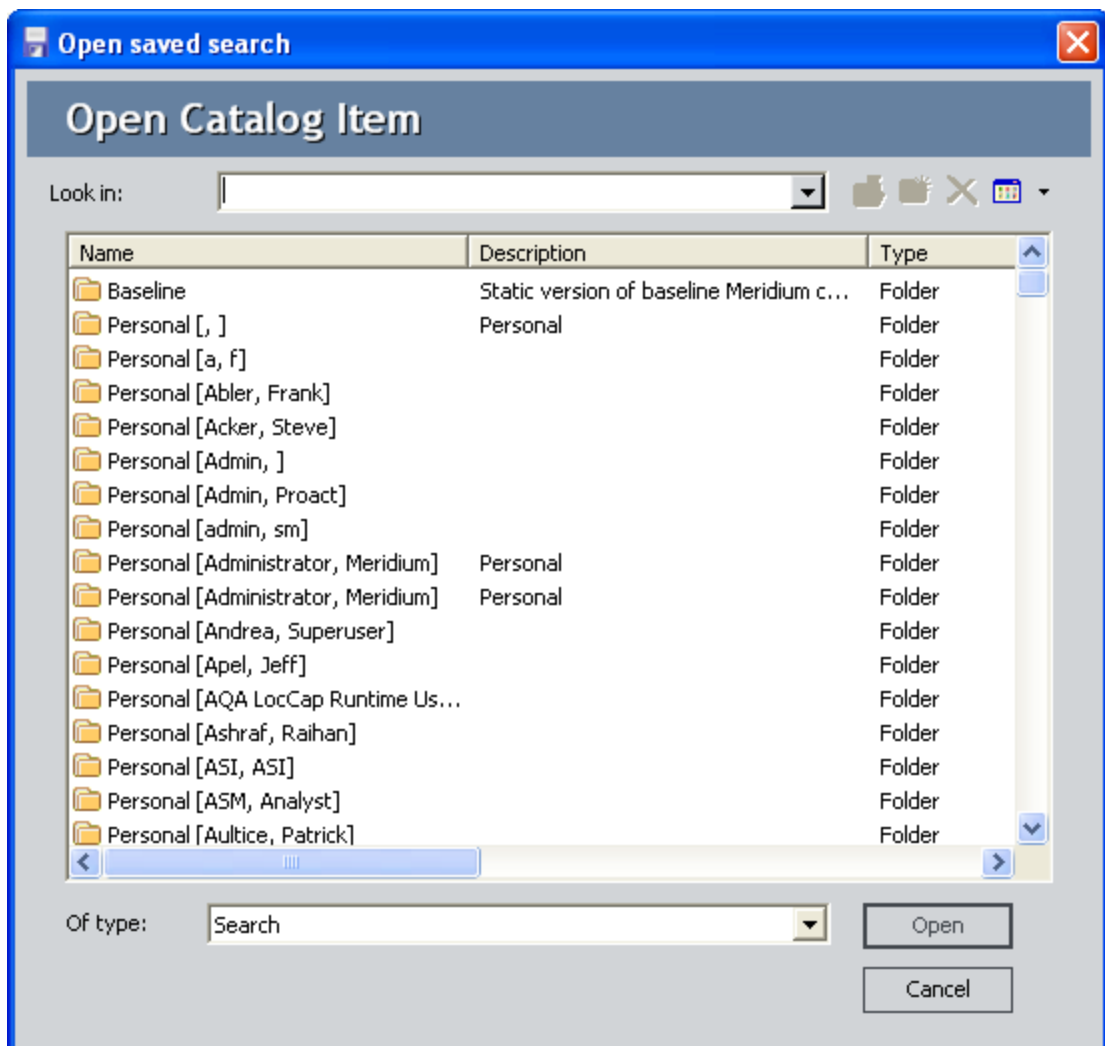 Open saved search
Open Catalog Item
Look in:
Name Description Type
Baseline Static version of baseline Meridium c... Folder
Personal [, ] Personal Folder
Personal [a, f] Folder
Personal [Abler, Frank] Folder
Personal [Acker, Steve] Folder
Personal [Admin, ] Folder
Personal [Admin, Proact] Folder
Personal [admin, sm] Folder
Personal [Administrator, Meridium] Personal Folder
Personal [Administrator, Meridium] Personal Folder
Personal [Andrea, Superuser] Folder
Personal [Apel, Jeff] Folder
Personal [AQA LocCap Runtime Us... Folder
Personal [Ashraf, Raihan] Folder
Personal [ASI, ASI] Folder
Personal [ASM, Analyst] Folder
Personal [Aultice, Patrick] Folder
Of type: Search Open
Cancel